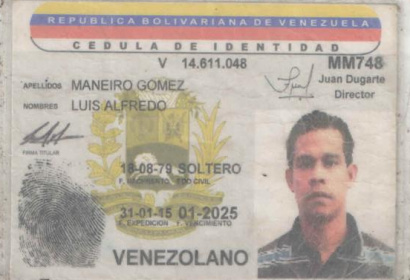 REPUBLICA BOLIVARIANA DE VENEZUELA
CEDULA DE IDENTIDAD
V 14.611.048 MM748
APELLIDOS MANEIRO GOMEZ
Juan Dugarte
Director
NOMBRES LUIS ALFREDO
FIRMA TITULAR
18-08-79 SOLTERO
F. NACIMIENTO EDO CIVIL
31-01-15 01-2025
F. EXPEDICION F. VENCIMIENTO
VENEZOLANO